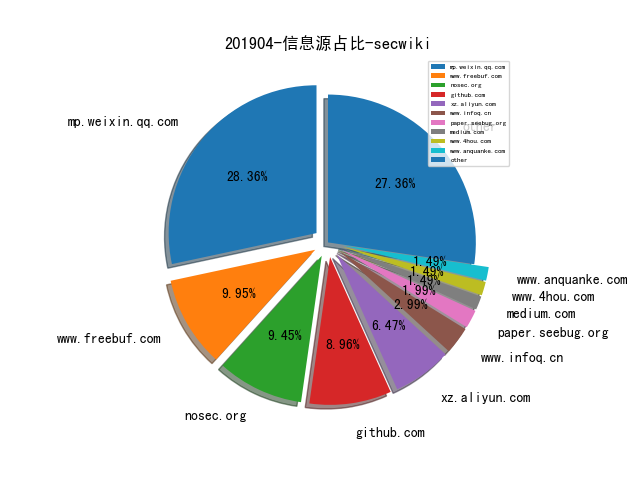 201904-信息源占比-secwiki
mp.weixin.qq.com
www.freebuf.com
nosec.org
github.com
xz.aliyun.com
www.infoq.cn
paper.seebug.org
medium.com
www.4hou.com
www.anquanke.com
other
other
mp.weixin.qq.com
28.36%
27.36%
1.49%
1.49%
1.49%
1.99%
2.99%
6.47%
8.96%
9.45%
9.95%
www.anquanke.com
www.4hou.com
medium.com
paper.seebug.org
www.infoq.cn
xz.aliyun.com
github.com
nosec.org
www.freebuf.com